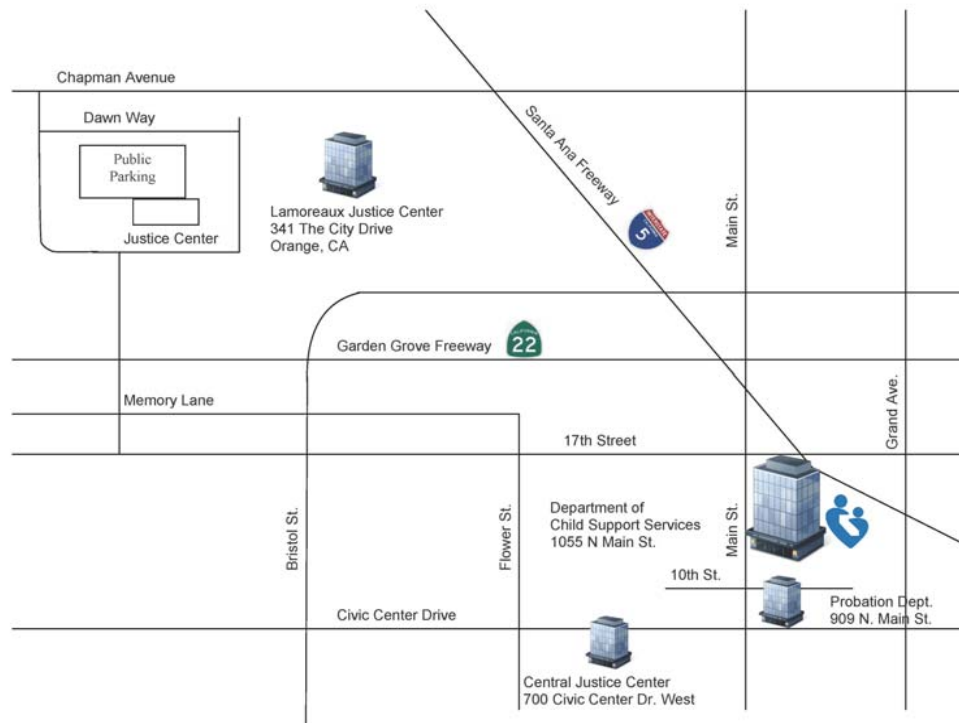 Chapman Avenue
Dawn Way
Public
Parking
Justice Center
Lamoreaux Justice Center
341 The City Drive
Orange, CA
Santa Ana Freeway
INTERSTATE
5
Main St.
Garden Grove Freeway
CALIFORNIA
22
Memory Lane
17th Street
Grand Ave.
Bristol St.
Flower St.
Department of
Child Support Services
1055 N Main St.
Main St.
10th St.
Probation Dept.
909 N. Main St.
Civic Center Drive
Central Justice Center
700 Civic Center Dr. West